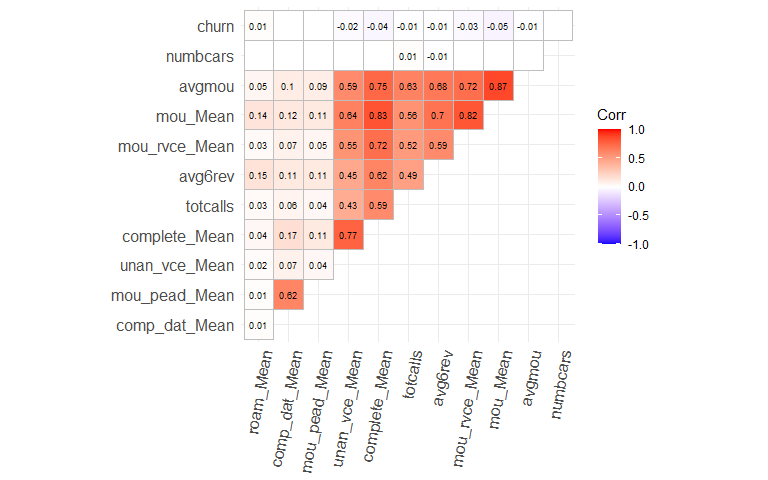 churn 0.01 -0.02 -0.04 -0.01 -0.01 -0.03 -0.05 -0.01
numbcars 0.01 -0.01
avgmou 0.05 0.1 0.09 0.59 0.75 0.63 0.68 0.72 0.87
mou_Mean 0.14 0.12 0.11 0.64 0.83 0.56 0.7 0.82
mou_rvce_Mean 0.03 0.07 0.05 0.55 0.72 0.52 0.59
avg6rev 0.15 0.11 0.11 0.45 0.62 0.49
totcalls 0.03 0.06 0.04 0.43 0.59
complete_Mean 0.04 0.17 0.11 0.77
unan_vce_Mean 0.02 0.07 0.04
mou_pead_Mean 0.01 0.62
comp_dat_Mean 0.01
roam_Mean
comp_dat_Mean
mou_pead_Mean
unan_vce_Mean
complete_Mean
totcalls
avg6rev
mou_rvce_Mean
mou_Mean
avgmou
numbcars
Corr
1.0
0.5
0.0
-0.5
-1.0